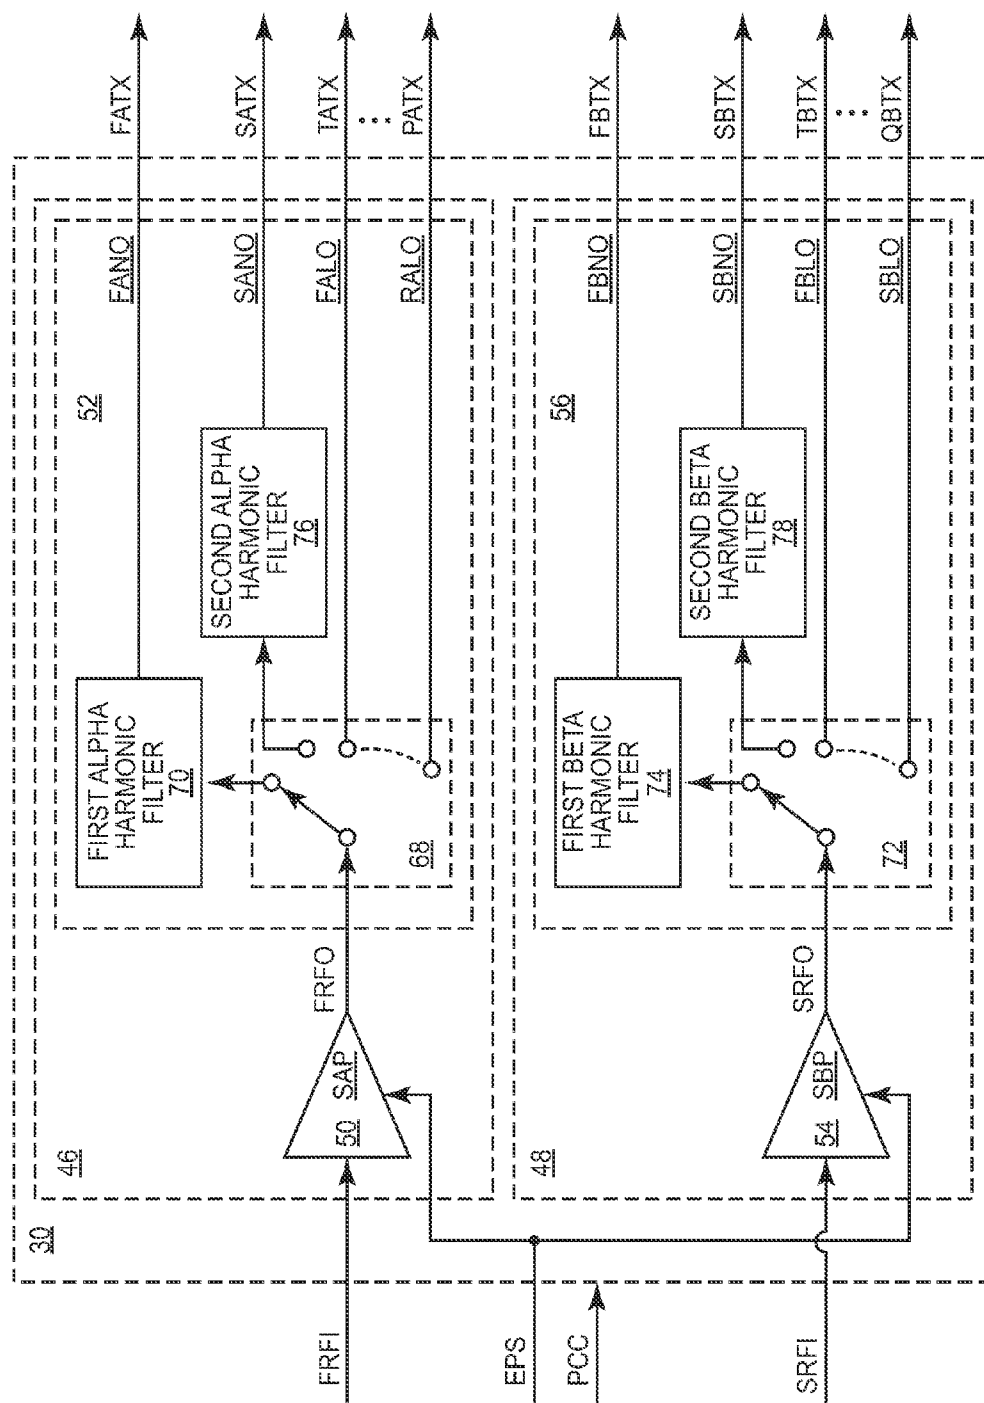 FATX
SATX
TATX
PATX
FBTX
SBTX
TBTX
QBTX
FANO
SANO
FALO
RALO
FBNO
SBNO
FBLO
SBLO
52
56
SECOND ALPHA
HARMONIC
FILTER
76
SECOND BETA
HARMONIC
FILTER
78
FIRST ALPHA
HARMONIC
FILTER
70
FIRST BETA
HARMONIC
FILTER
74
68
72
FRFO
SRFO
SAP
50
SBP
54
46
48
30
FRFI
EPS
PCC
SRFI